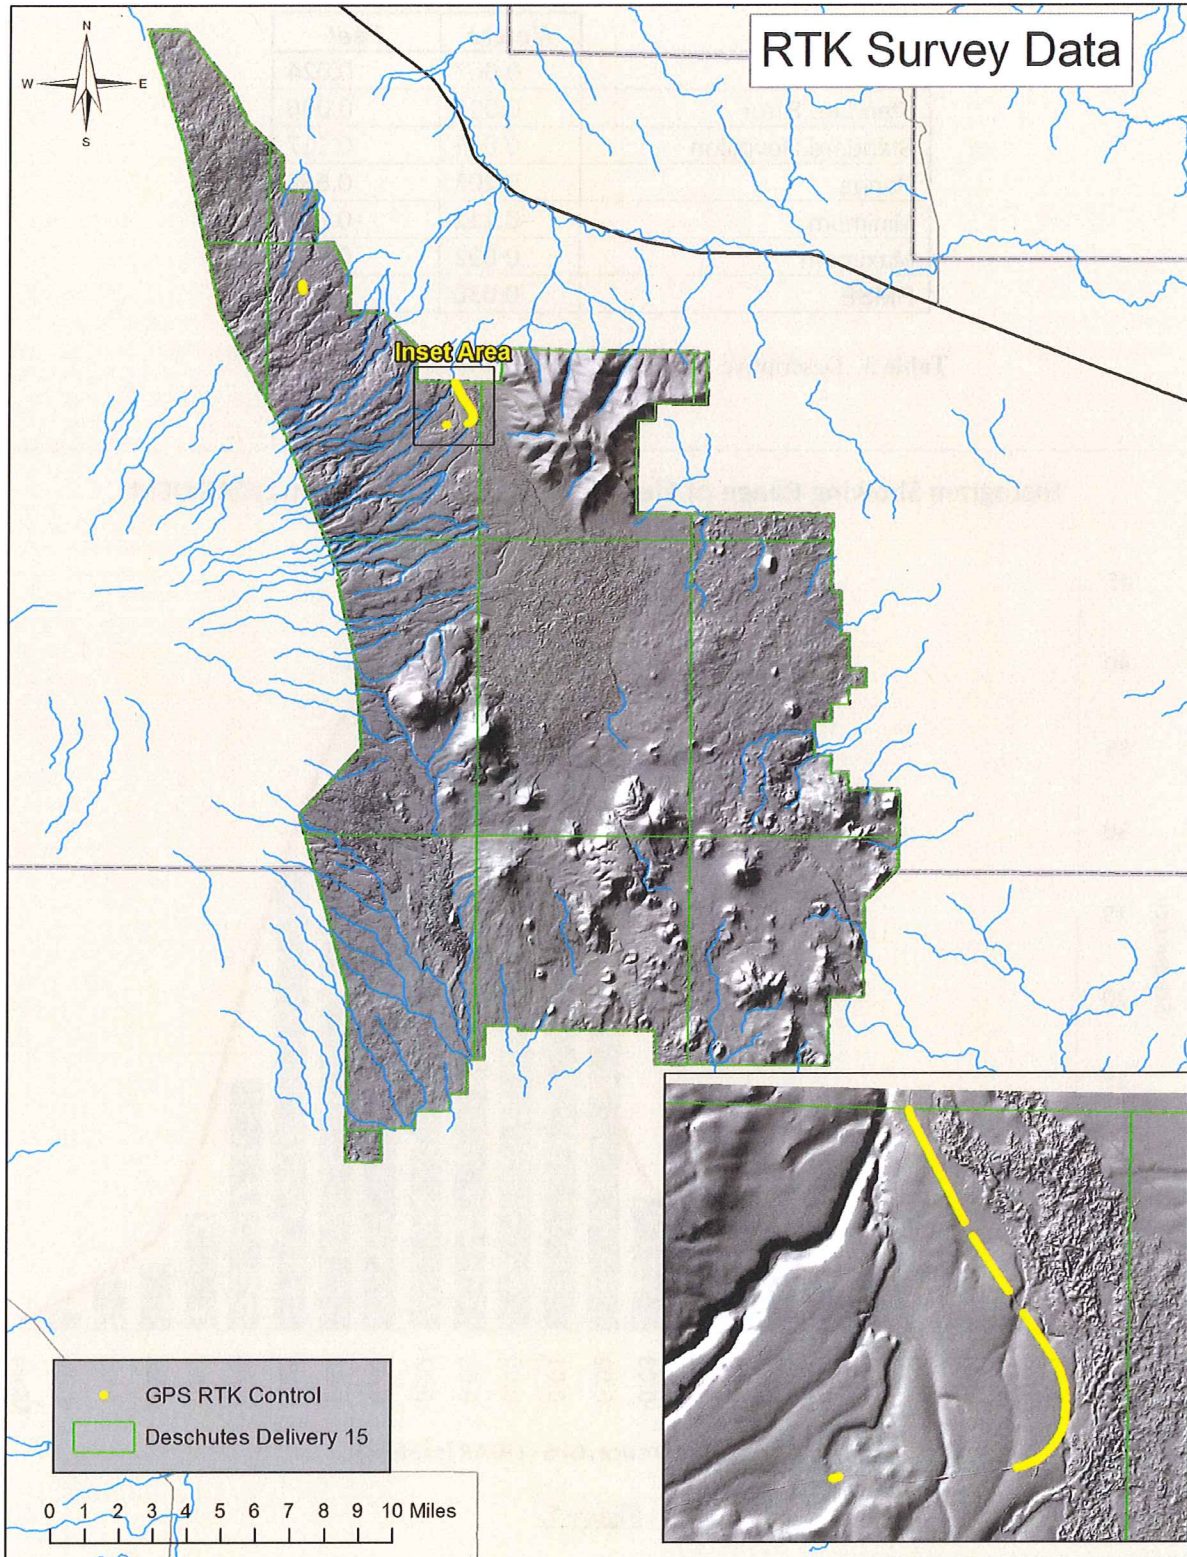 RTK Survey Data
N
W E
S
Inset Area
GPS RTK Control
Deschutes Delivery 15
0 1 2 3 4 5 6 7 8 9 10 Miles